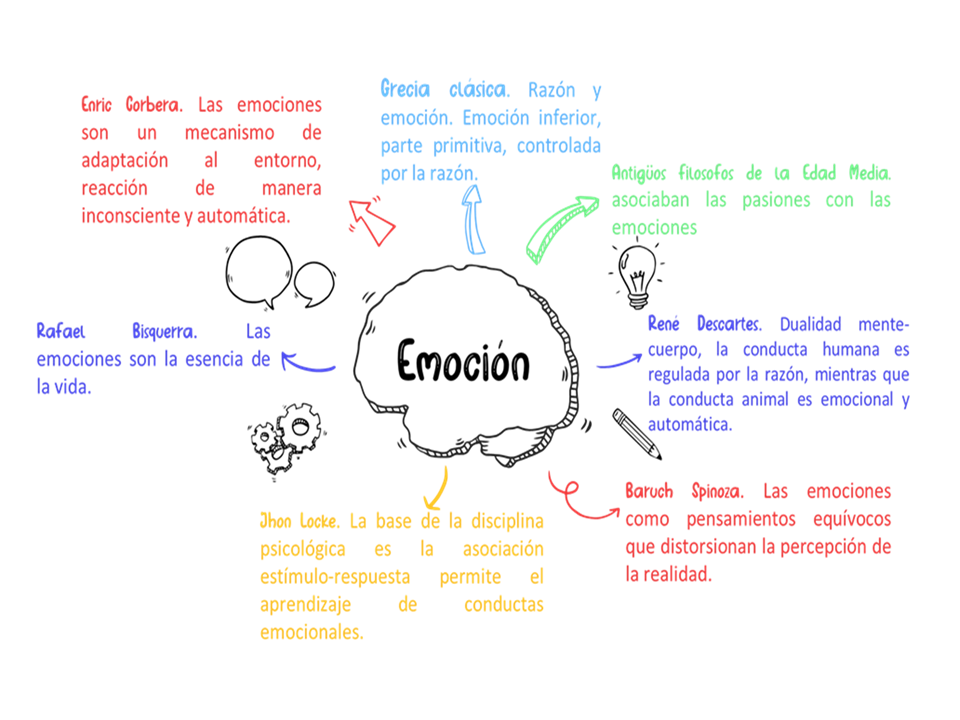 Enric Corbera. Las emociones
son un mecanismo de
adaptación al entorno,
reacción de manera
inconsciente y automática.
Grecia clásica. Razón y
emoción. Emoción inferior,
parte primitiva, controlada
por la razón.
Antigüos filosofos de la Edad Media.
asociaban las pasiones con las
emociones
Rafael Bisquerra. Las
emociones son la esencia de
la vida.
Emoción
René Descartes. Dualidad mente-
cuerpo, la conducta humana es
regulada por la razón, mientras que
la conducta animal es emocional y
automática.
Baruch Spinoza. Las emociones
como pensamientos equívocos
que distorsionan la percepción de
la realidad.
Jhon Locke. La base de la disciplina
psicológica es la asociación
estímulo-respuesta permite el
aprendizaje de conductas
emocionales.